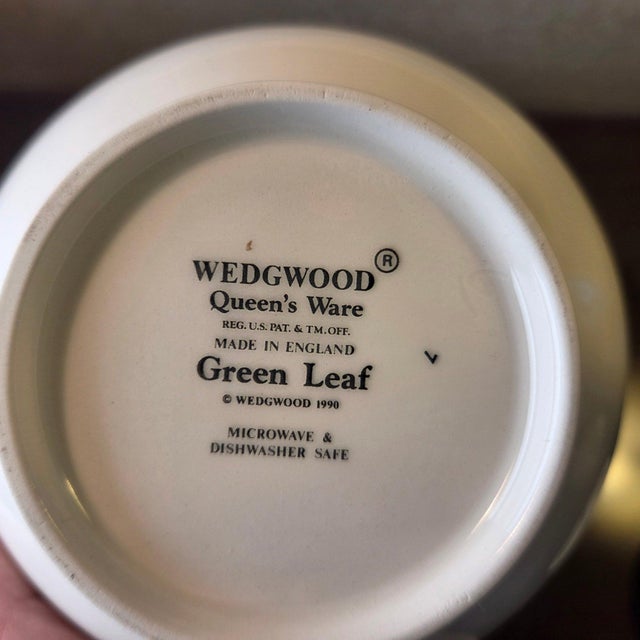 WEDGWOOD®
Queen's Ware
REG. U.S. PAT. & TM. OFF.
MADE IN ENGLAND
Green Leaf
© WEDGWOOD 1990
MICROWAVE &
DISHWASHER SAFE